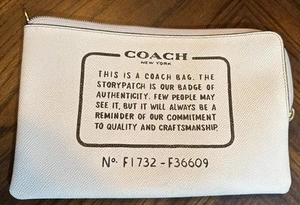 COACH
NEW YORK
THIS IS A COACH BAG. THE
STORYPATCH IS OUR BADGE OF
AUTHENTICITY. FEW PEOPLE MAY
SEE IT, BUT IT WILL ALWAYS BE A
REMINDER OF OUR COMMITMENT
TO QUALITY AND CRAFTSMANSHIP.
No. F1732 - F36609